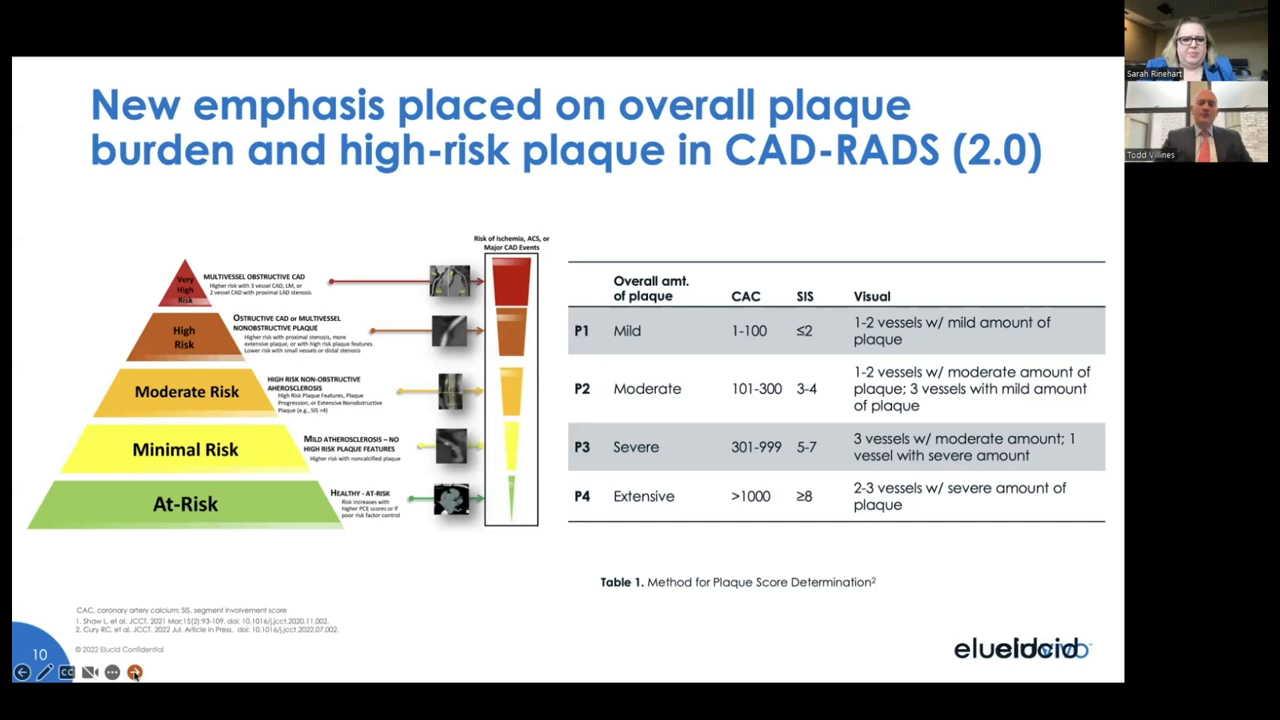 New emphasis placed on overall plaque
burden and high-risk plaque in CAD-RADS (2.0)
Sarah Rinehart
Todd Villines
Risk of Ischemia, ACS, or
Major CAD Events
Very
High
Risk
MULTIVESSEL OBSTRUCTIVE CAD
Higher risk with 3 vessel CAD, LM, or
2 vessel CAD with proximal LAD stenosis
High
Risk
OSTRUCTIVE CAD OR MULTIVESSEL
NONOBSTRUCTIVE PLAQUE
Higher risk with proximal stenosis, more
extensive plaque, or with high risk plaque features.
Lower risk with small vessels or distal stenosis
Moderate Risk
HIGH RISK NON-OBSTRUCTIVE
AHEROSCLEROSIS
High Risk Plaque Features, Plaque
Progression, or Extensive Nonobstructive
Plaque (e.g., SIS >4)
Minimal Risk
MILD ATHEROSCLEROSIS – NO
HIGH RISK PLAQUE FEATURES
Higher risk with noncalcified plaque
At-Risk
HEALTHY - AT-RISK
Risk increases with
higher PCE scores or if
poor risk factor control
Overall amt.
of plaque CAC SIS Visual
P1 Mild 1-100 ≤2 1-2 vessels w/ mild amount of
plaque
P2 Moderate 101-300 3-4 1-2 vessels w/ moderate amount of
plaque; 3 vessels with mild amount
of plaque
P3 Severe 301-999 5-7 3 vessels w/ moderate amount; 1
vessel with severe amount
P4 Extensive >1000 ≥8 2-3 vessels w/ severe amount of
plaque
Table 1. Method for Plaque Score Determination2
CAC, coronary artery calcium; SIS, segment involvement score
1. Shaw L, et al. JCCT. 2021 Mar;15(2):93-109. doi: 10.1016/j.jcct.2020.11.002.
2. Cury RC, et al. JCCT. 2022 Jul. Article in Press. doi: 10.1016/j.jcct.2022.07.002.
10
© 2022 Elucid Confidential
CC